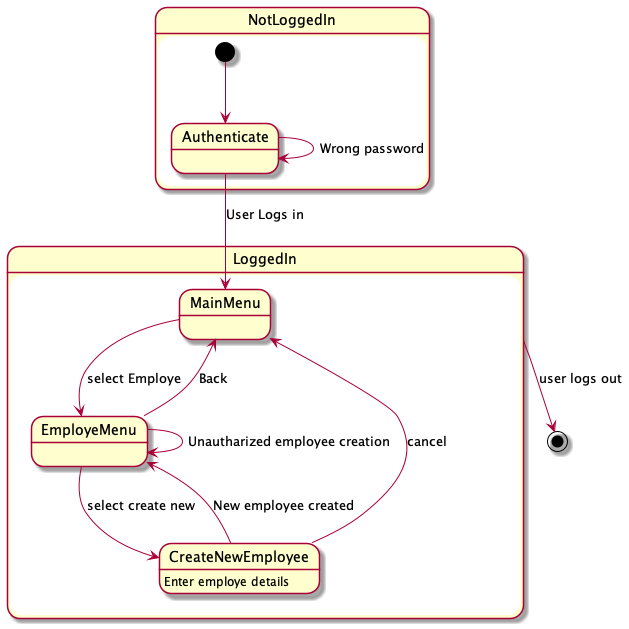 NotLoggedIn
Authenticate
Wrong password
User Logs in
LoggedIn
MainMenu
select Employe
Back
user logs out
EmployeMenu
Unautharized employee creation
cancel
select create new
New employee created
CreateNewEmployee
Enter employe details